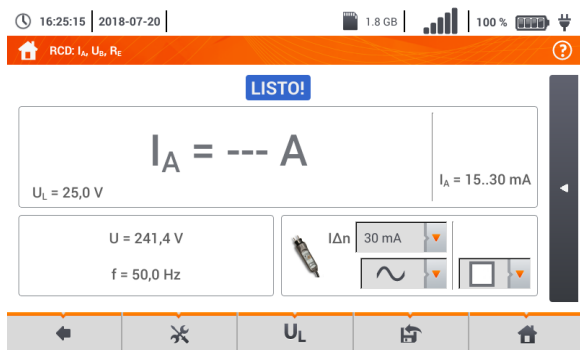 16:25:15 2018-07-20 1.8 GB 100 %
RCD: IA, UB, RE ?
LISTO!
IA = --- A
IA = 15..30 mA
UL = 25,0 V
U = 241,4 V
f = 50,0 Hz
IΔn 30 mA
UL